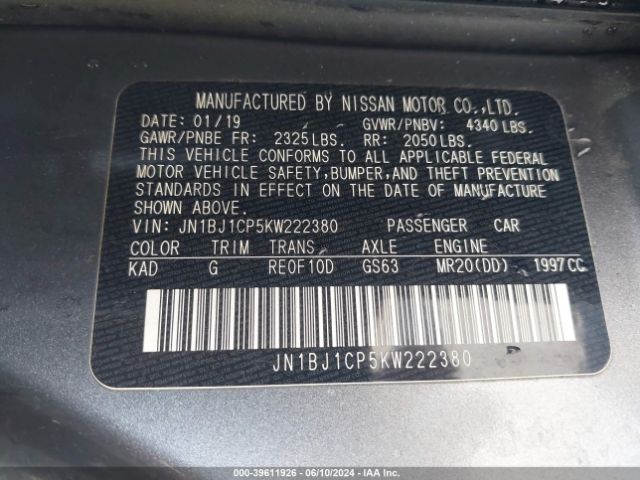 MANUFACTURED BY NISSAN MOTOR CO.,LTD.
DATE: 01/19 GVWR/PNBV: 4340 LBS.
GAWR/PNBE FR: 2325 LBS. RR: 2050 LBS.
THIS VEHICLE CONFORMS TO ALL APPLICABLE FEDERAL
MOTOR VEHICLE SAFETY,BUMPER,AND THEFT PREVENTION
STANDARDS IN EFFECT ON THE DATE OF MANUFACTURE
SHOWN ABOVE.
VIN: JN1BJ1CP5KW222380 PASSENGER CAR
COLOR TRIM TRANS AXLE ENGINE
KAD G RE0F10D GS63 MR20(DD) 1997CC
JN1BJ1CP5KW222380
000-39611926 - 06/10/2024 - IAA Inc.